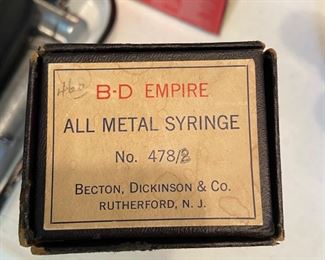 B-D EMPIRE
ALL METAL SYRINGE
No. 478/2
BECTON, DICKINSON & CO.
RUTHERFORD, N. J.